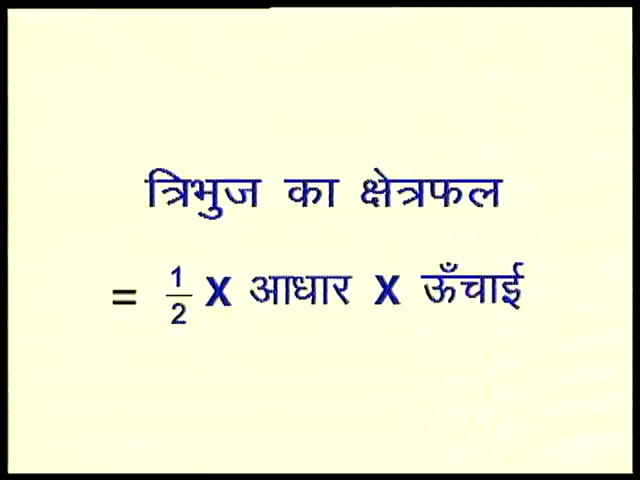 त्रिभुज का क्षेत्रफल
= 1/2 X आधार X ऊँचाई